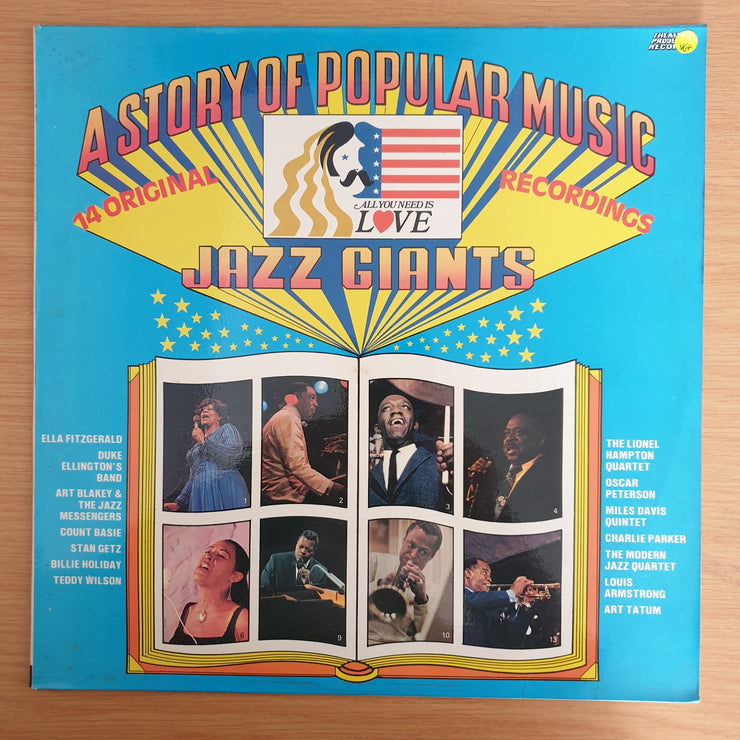 A STORY OF POPULAR MUSIC
14 ORIGINAL RECORDINGS
ALL YOU NEED IS
LOVE
JAZZ GIANTS
ELLA FITZGERALD
DUKE
ELLINGTON'S
BAND
ART BLAKEY &
THE JAZZ
MESSENGERS
COUNT BASIE
STAN GETZ
BILLIE HOLIDAY
TEDDY WILSON
1
2
3
4
6
9
10
13
THE LIONEL
HAMPTON
QUARTET
OSCAR
PETERSON
MILES DAVIS
QUINTET
CHARLIE PARKER
THE MODERN
JAZZ QUARTET
LOUIS
ARMSTRONG
ART TATUM